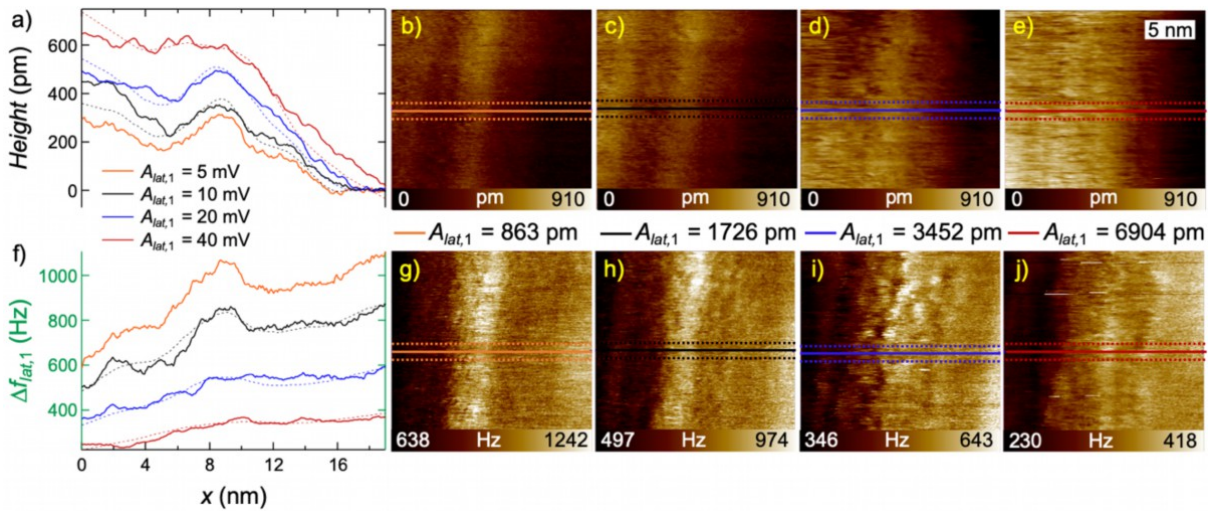 a)
600
400
200
0
Height (pm)
A_lat,1 = 5 mV
A_lat,1 = 10 mV
A_lat,1 = 20 mV
A_lat,1 = 40 mV
b)
c)
d)
e)
5 nm
0 pm 910
0 pm 910
0 pm 910
0 pm 910
A_lat,1 = 863 pm
A_lat,1 = 1726 pm
A_lat,1 = 3452 pm
A_lat,1 = 6904 pm
f)
1000
800
600
400
Δf_lat,1 (Hz)
0 4 8 12 16
x (nm)
g)
h)
i)
j)
638 Hz 1242
497 Hz 974
346 Hz 643
230 Hz 418